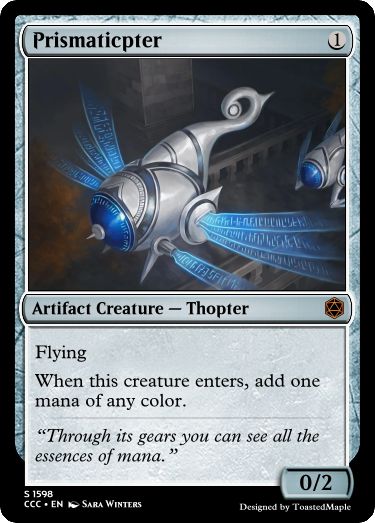 Prismaticpter
1
Artifact Creature — Thopter
Flying
When this creature enters, add one
mana of any color.
“Through its gears you can see all the
essences of mana.”
0/2
S 1598
CCC • EN Sara Winters
Designed by ToastedMaple